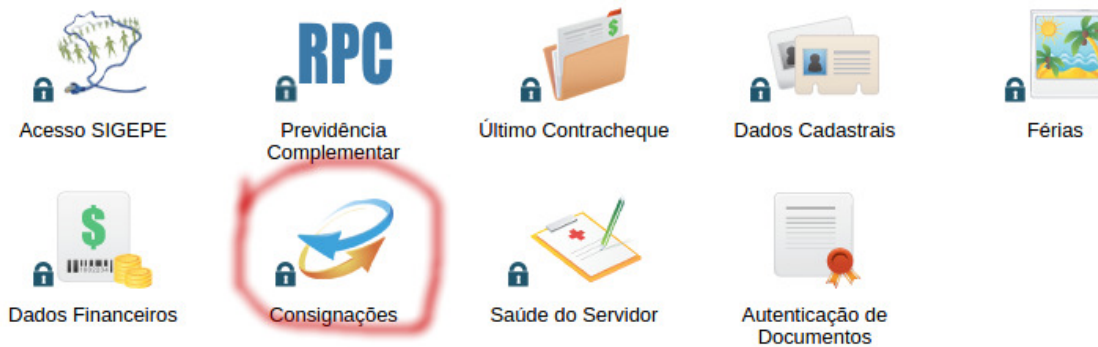 RPC
$
Acesso SIGEPE
Previdência
Complementar
Último Contracheque
Dados Cadastrais
Férias
$
Dados Financeiros
Consignações
Saúde do Servidor
Autenticação de
Documentos